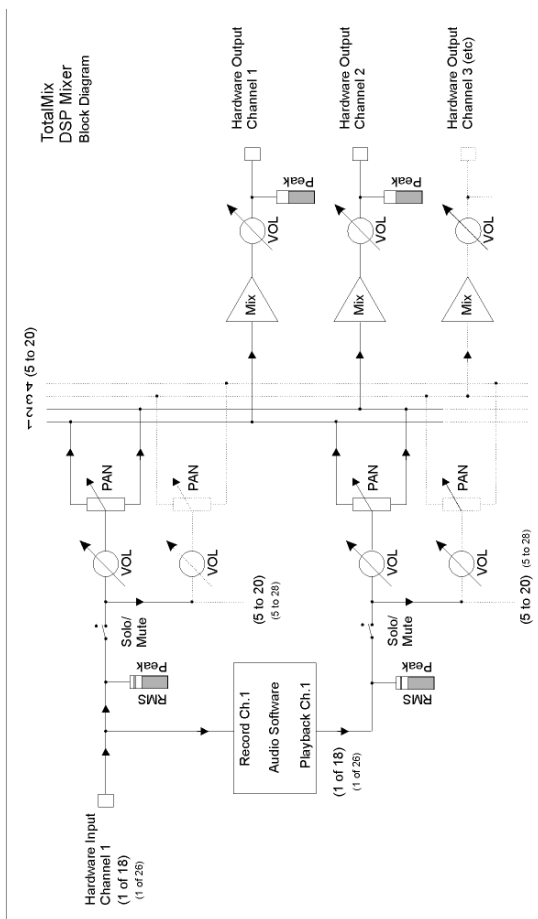 TotalMix
DSP Mixer
Block Diagram
Hardware Input
Channel 1
(1 of 18)
(1 of 26)
RMS
Peak
Solo/
Mute
VOL
PAN
VOL
PAN
(5 to 20)
(5 to 28)
1 2 3 4 (5 to 20)
Record Ch.1
Audio Software
Playback Ch.1
(1 of 18)
(1 of 26)
RMS
Peak
Solo/
Mute
VOL
PAN
VOL
PAN
(5 to 20)
(5 to 28)
Mix
VOL
Peak
Hardware Output
Channel 1
Mix
VOL
Peak
Hardware Output
Channel 2
Mix
VOL
Hardware Output
Channel 3 (etc)